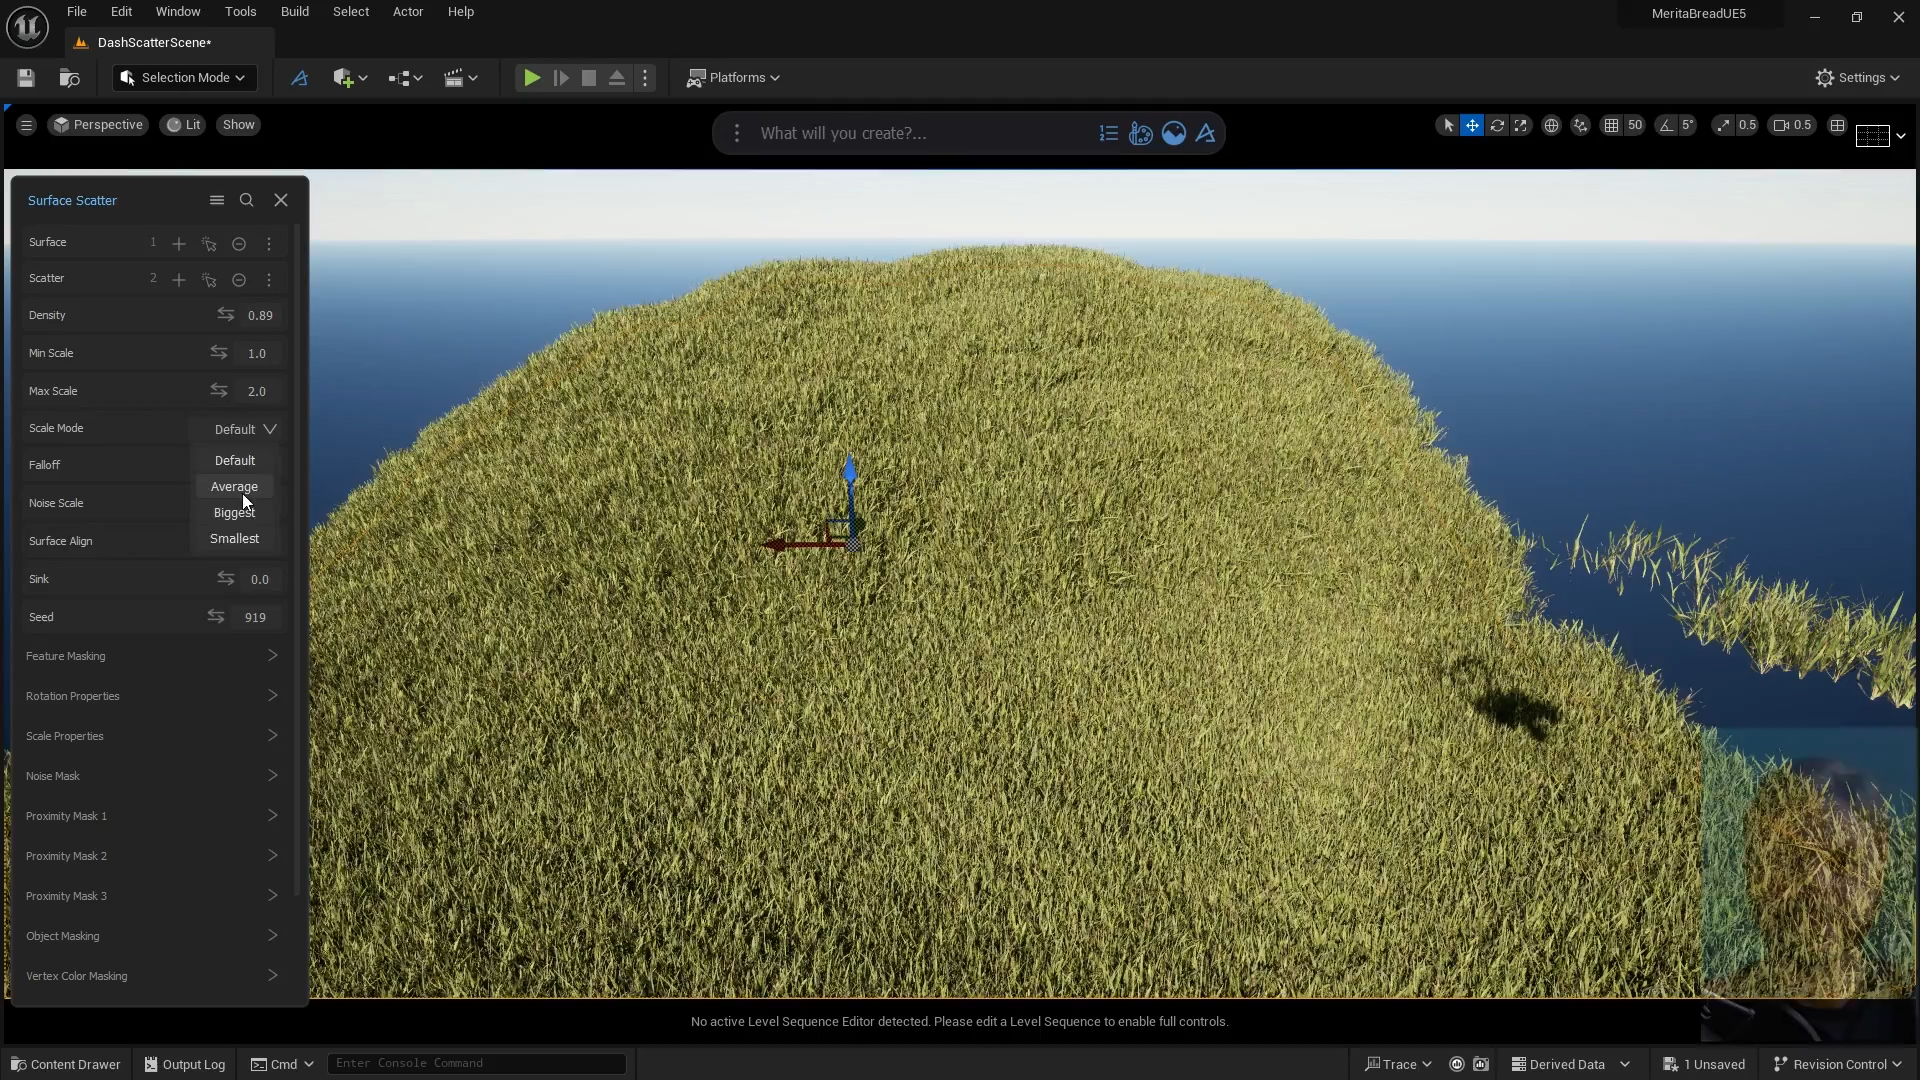 File Edit Window Tools Build Select Actor Help
MeritaBreadUE5
DashScatterScene*
Selection Mode
Platforms
Settings
Perspective Lit Show
What will you create?...
50 5° 0.5 0.5
Surface Scatter
Surface 1
Scatter 2
Density 0.89
Min Scale 1.0
Max Scale 2.0
Scale Mode Default
Default
Falloff
Average
Noise Scale
Biggest
Smallest
Surface Align
Sink 0.0
Seed 919
Feature Masking
Rotation Properties
Scale Properties
Noise Mask
Proximity Mask 1
Proximity Mask 2
Proximity Mask 3
Object Masking
Vertex Color Masking
No active Level Sequence Editor detected. Please edit a Level Sequence to enable full controls.
Content Drawer Output Log Cmd Enter Console Command Trace Derived Data 1 Unsaved Revision Control